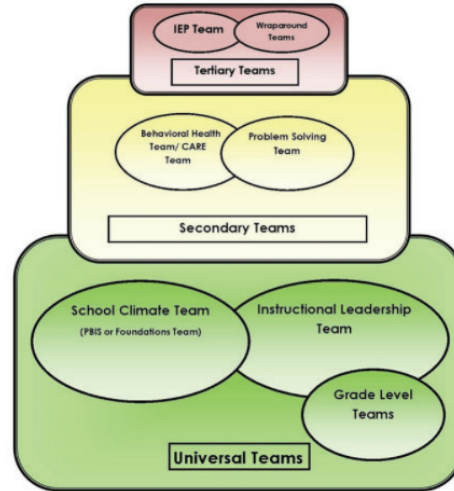 IEP Team
Wraparound
Teams
Tertiary Teams
Behavioral Health
Team/ CARE
Team
Problem Solving
Team
Secondary Teams
School Climate Team
(PBIS or Foundations Team)
Instructional Leadership
Team
Grade Level
Teams
Universal Teams